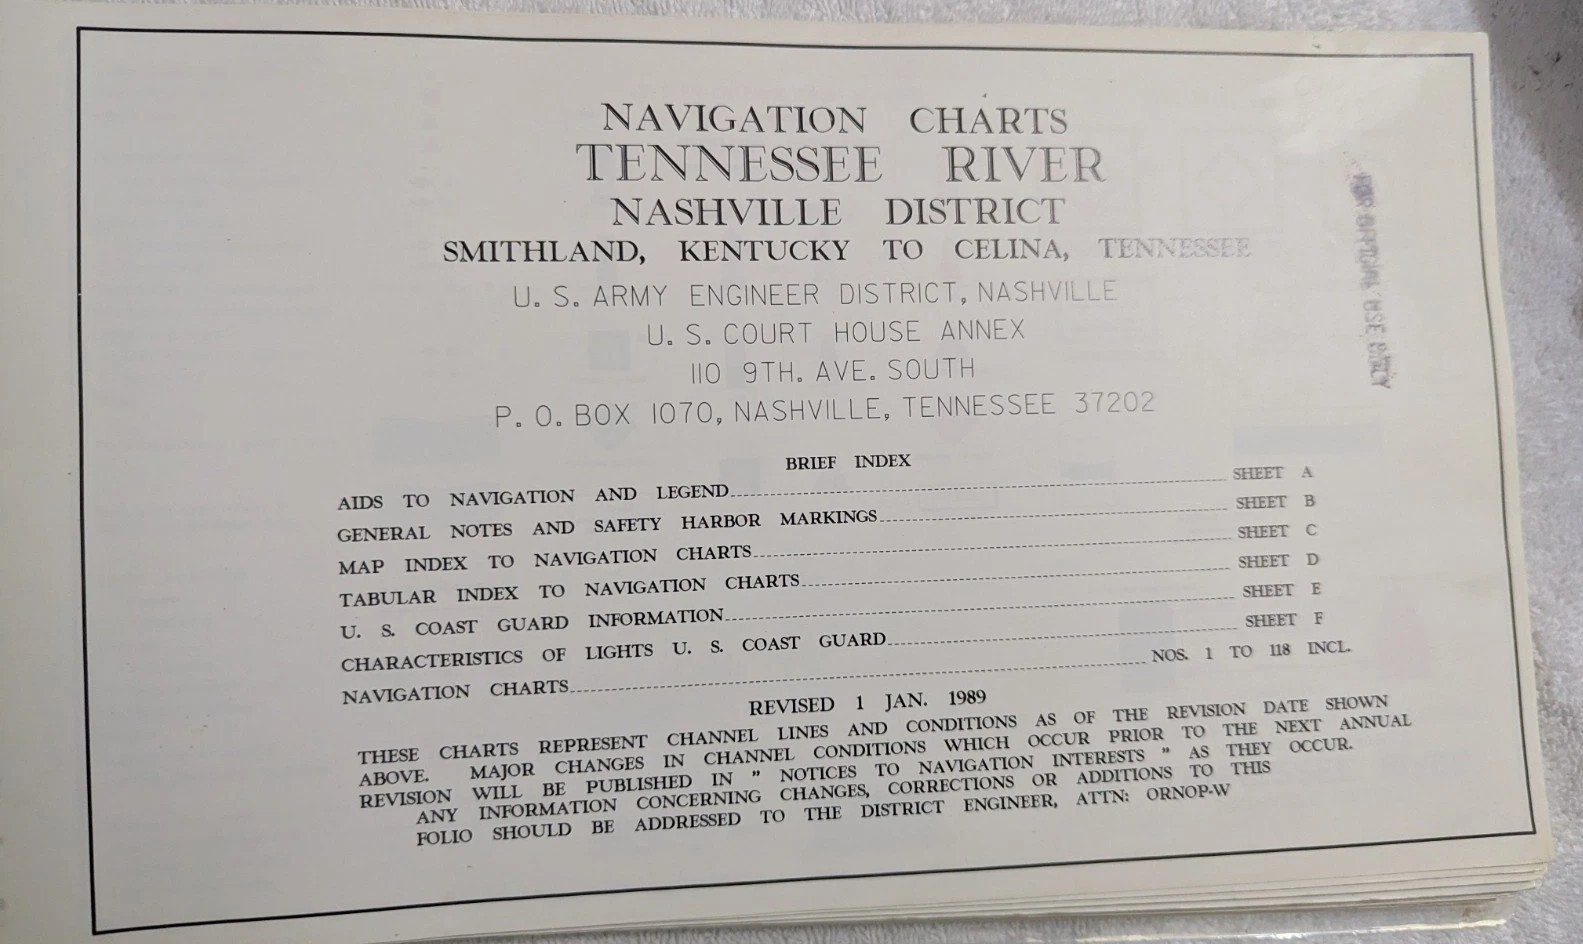 NAVIGATION CHARTS
TENNESSEE RIVER
NASHVILLE DISTRICT
SMITHLAND, KENTUCKY TO CELINA, TENNESSEE
U. S. ARMY ENGINEER DISTRICT, NASHVILLE
U. S. COURT HOUSE ANNEX
110 9TH. AVE. SOUTH
P. O. BOX 1070, NASHVILLE, TENNESSEE 37202
BRIEF INDEX
AIDS TO NAVIGATION AND LEGEND SHEET A
GENERAL NOTES AND SAFETY HARBOR MARKINGS SHEET B
MAP INDEX TO NAVIGATION CHARTS SHEET C
TABULAR INDEX TO NAVIGATION CHARTS SHEET D
U. S. COAST GUARD INFORMATION SHEET E
CHARACTERISTICS OF LIGHTS U. S. COAST GUARD SHEET F
NAVIGATION CHARTS NOS. 1 TO 118 INCL.
REVISED 1 JAN. 1989
THESE CHARTS REPRESENT CHANNEL LINES AND CONDITIONS AS OF THE REVISION DATE SHOWN
ABOVE. MAJOR CHANGES IN CHANNEL CONDITIONS WHICH OCCUR PRIOR TO THE NEXT ANNUAL
REVISION WILL BE PUBLISHED IN " NOTICES TO NAVIGATION INTERESTS " AS THEY OCCUR.
ANY INFORMATION CONCERNING CHANGES, CORRECTIONS OR ADDITIONS TO THIS
FOLIO SHOULD BE ADDRESSED TO THE DISTRICT ENGINEER, ATTN: ORNOP-W
FOR OFFICIAL USE ONLY